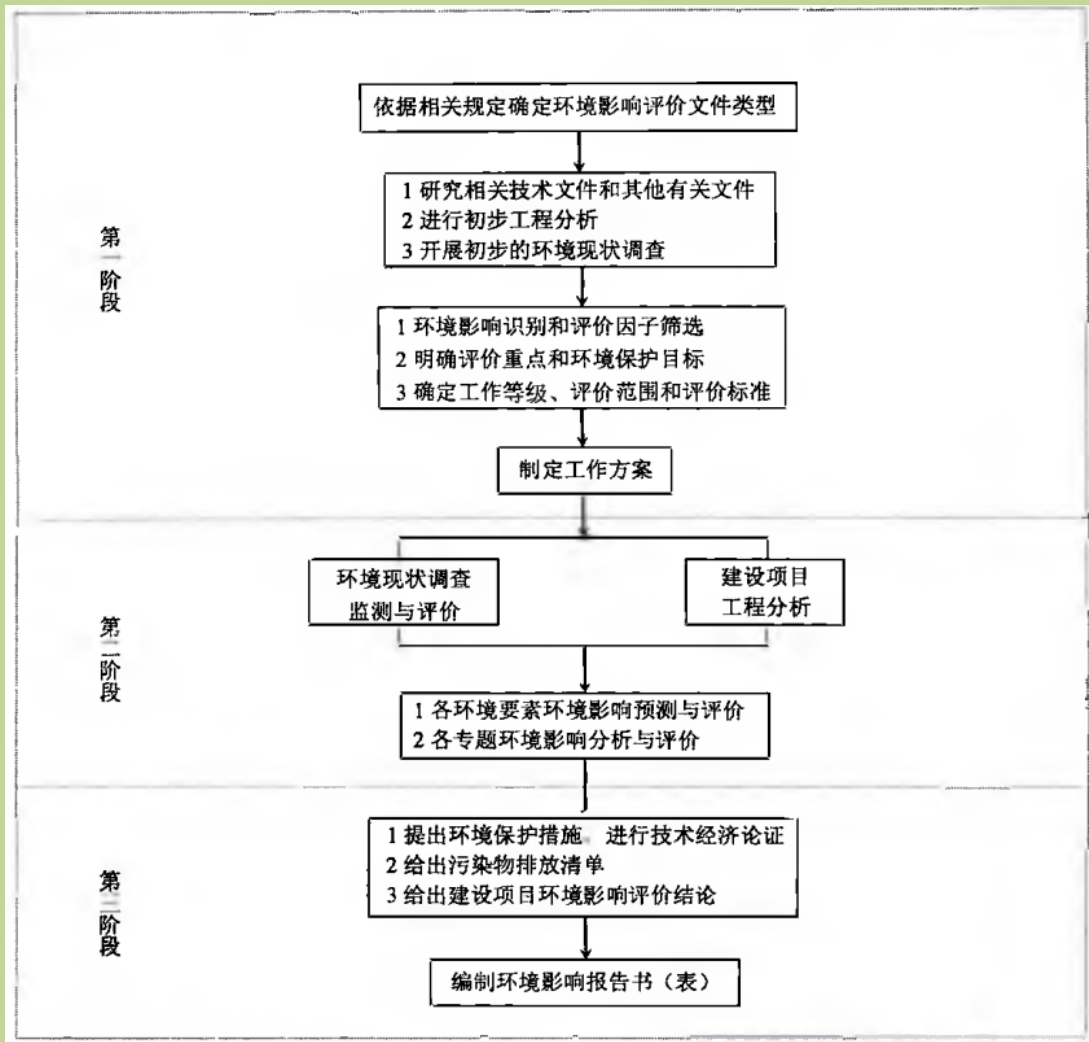 依据相关规定确定环境影响评价文件类型
1 研究相关技术文件和其他有关文件
2 进行初步工程分析
3 开展初步的环境现状调查
第一阶段
1 环境影响识别和评价因子筛选
2 明确评价重点和环境保护目标
3 确定工作等级、评价范围和评价标准
制定工作方案
环境现状调查
监测与评价
建设项目
工程分析
第二阶段
1 各环境要素环境影响预测与评价
2 各专题环境影响分析与评价
1 提出环境保护措施、进行技术经济论证
2 给出污染物排放清单
3 给出建设项目环境影响评价结论
第三阶段
编制环境影响报告书（表）